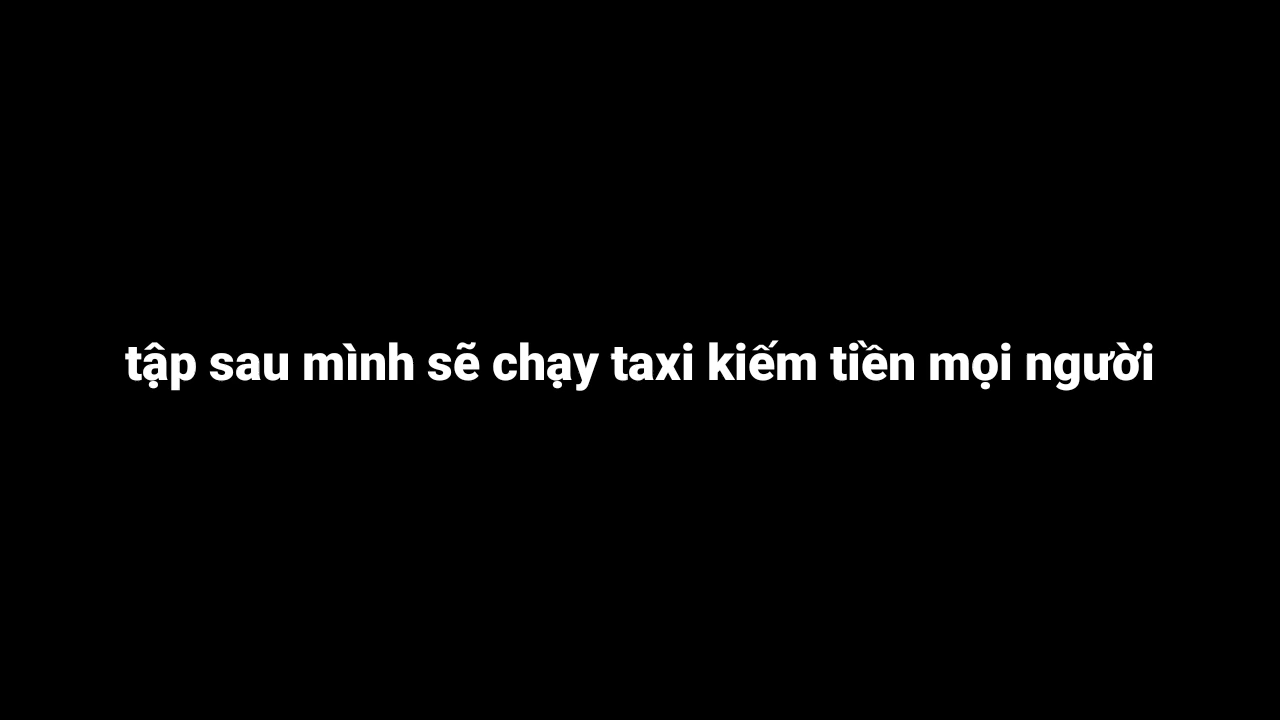 tập sau mình sẽ chạy taxi kiếm tiền mọi người